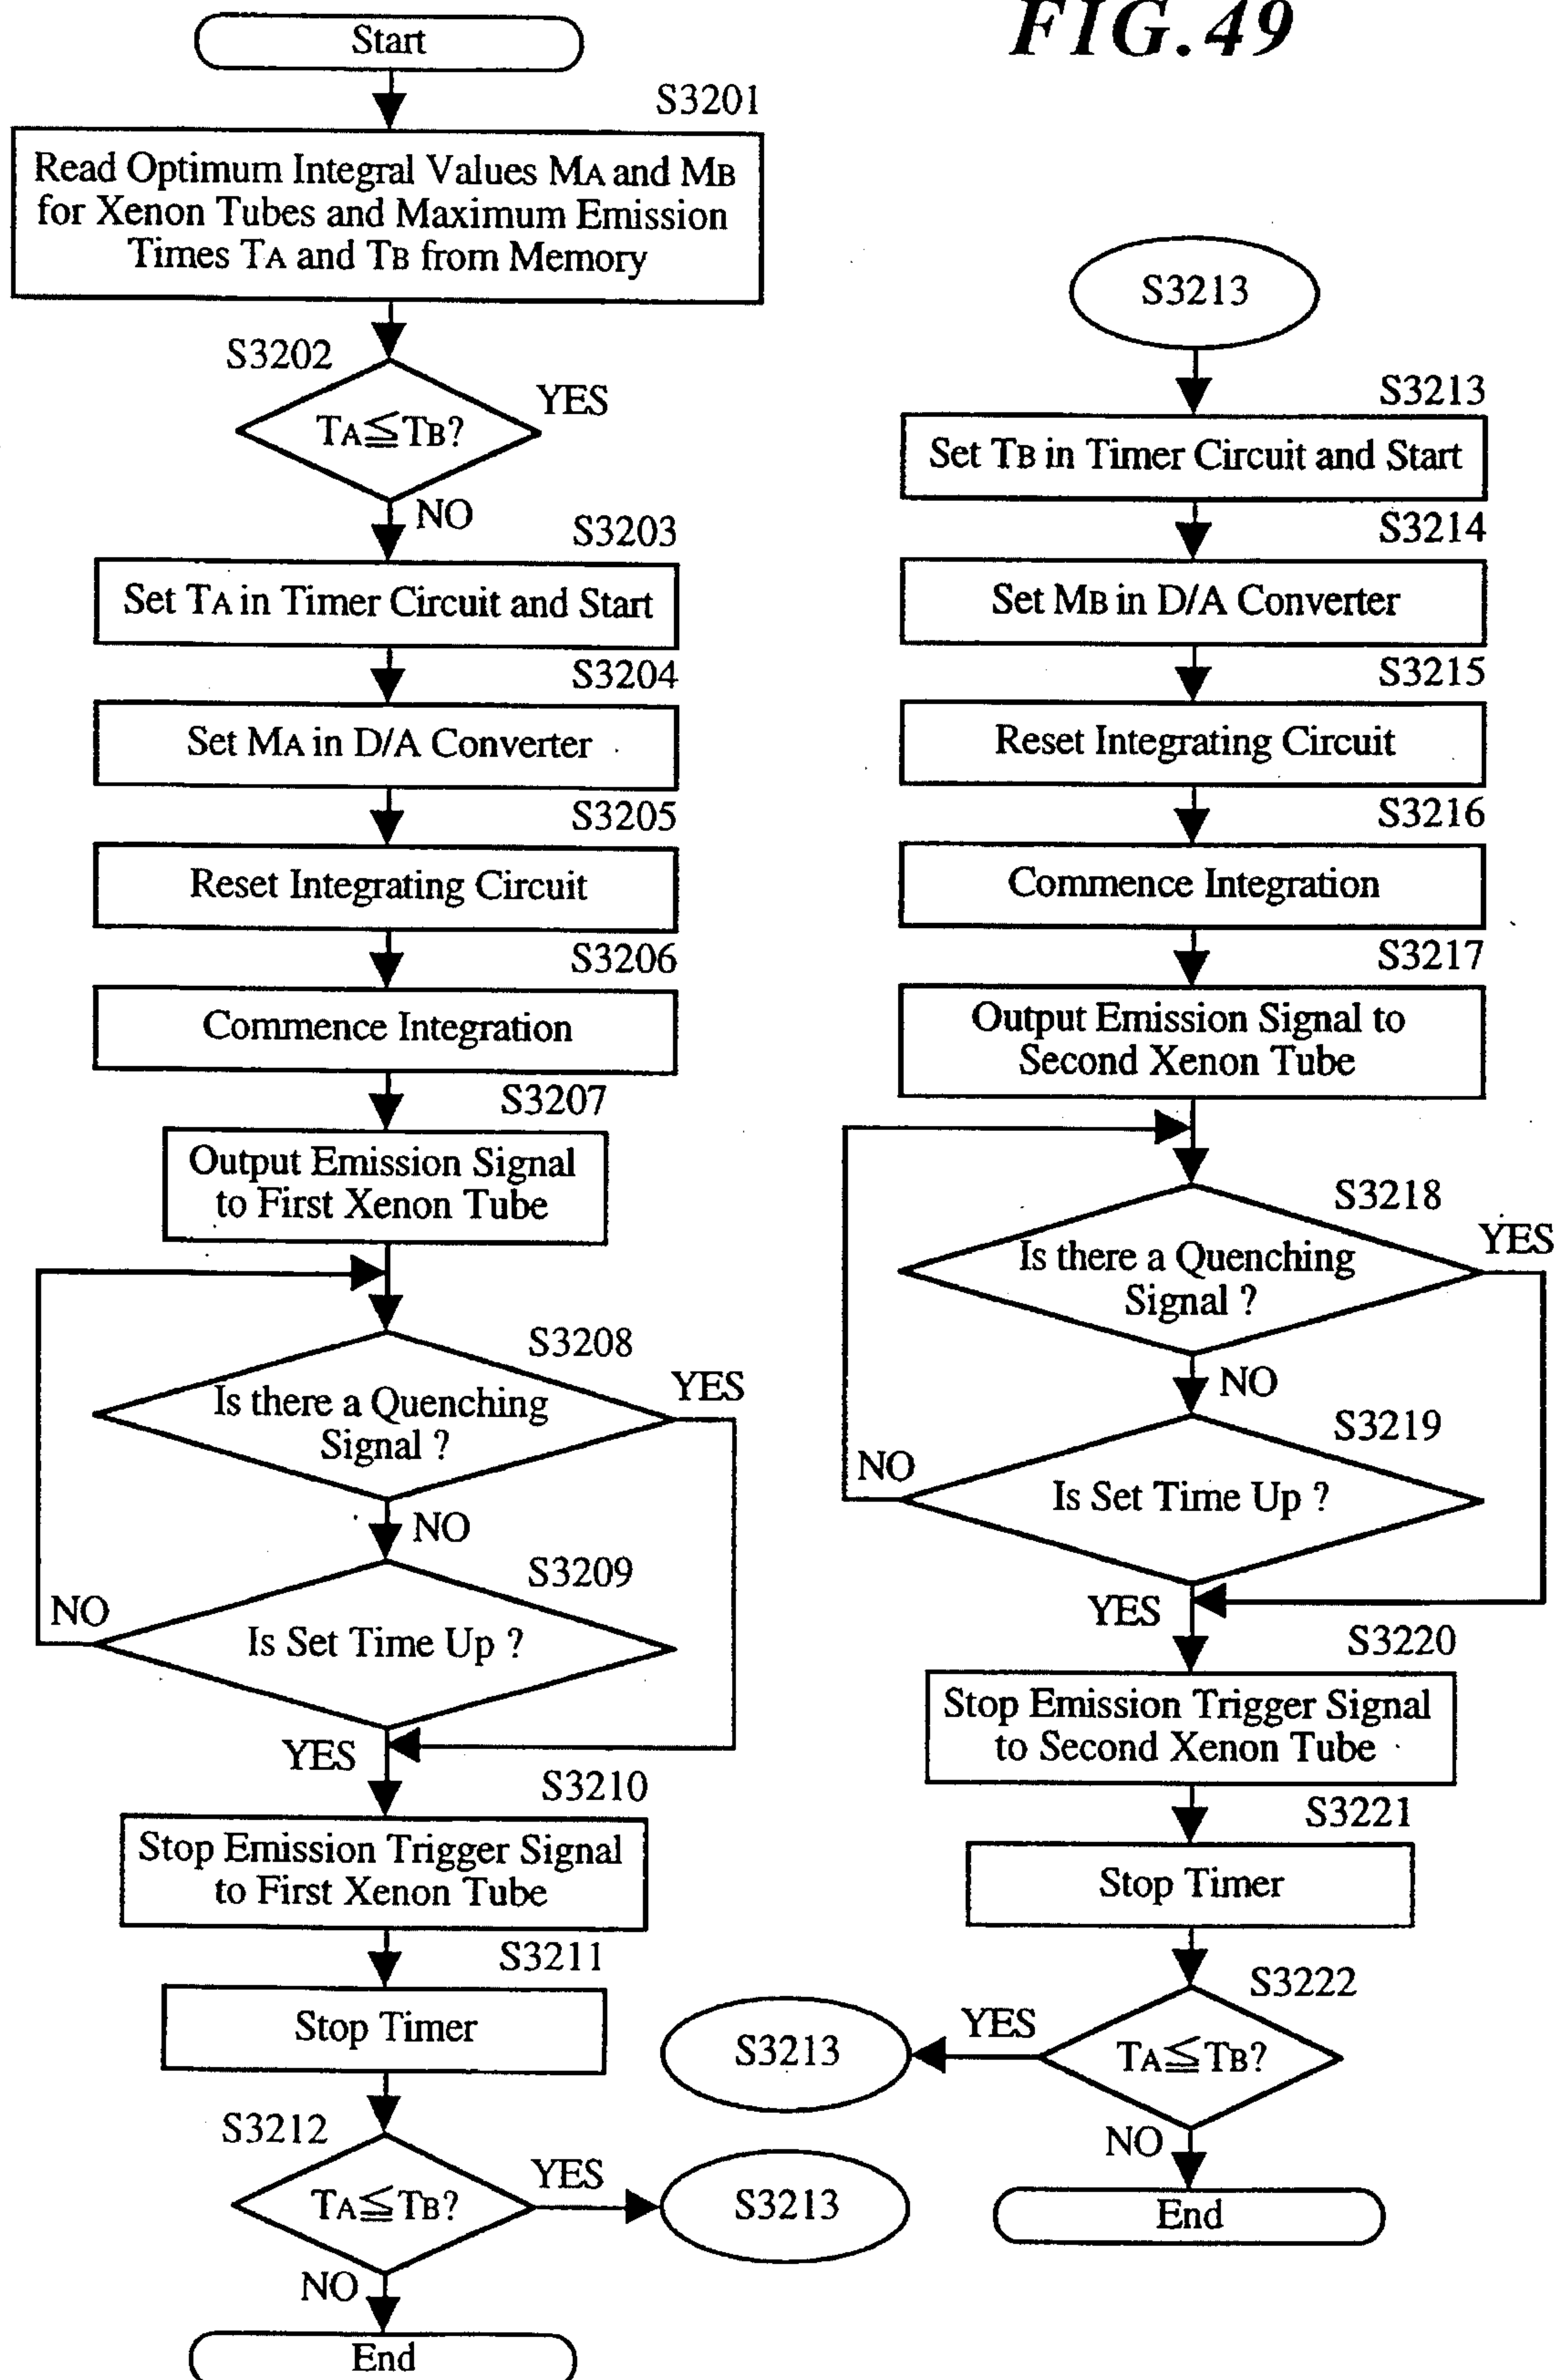 FIG.49
Start
S3201
Read Optimum Integral Values MA and MB
for Xenon Tubes and Maximum Emission
Times TA and TB from Memory
S3202
TA≦TB?
YES
NO
S3203
Set TA in Timer Circuit and Start
S3204
Set MA in D/A Converter
S3205
Reset Integrating Circuit
S3206
Commence Integration
S3207
Output Emission Signal
to First Xenon Tube
S3208
Is there a Quenching
Signal ?
YES
NO
S3209
Is Set Time Up ?
NO
YES
S3210
Stop Emission Trigger Signal
to First Xenon Tube
S3211
Stop Timer
S3212
TA≦TB?
YES
S3213
NO
End
S3213
S3213
Set TB in Timer Circuit and Start
S3214
Set MB in D/A Converter
S3215
Reset Integrating Circuit
S3216
Commence Integration
S3217
Output Emission Signal to
Second Xenon Tube
S3218
Is there a Quenching
Signal ?
YES
NO
S3219
Is Set Time Up ?
NO
YES
S3220
Stop Emission Trigger Signal
to Second Xenon Tube
S3221
Stop Timer
S3222
TA≦TB?
YES
S3213
NO
End